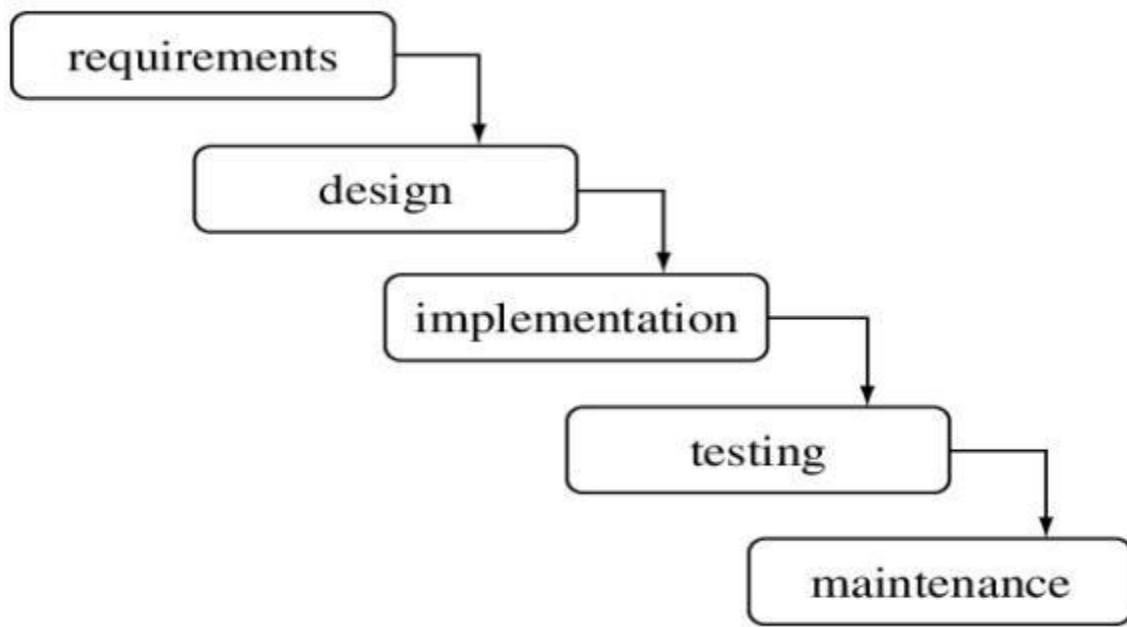 requirements
design
implementation
testing
maintenance